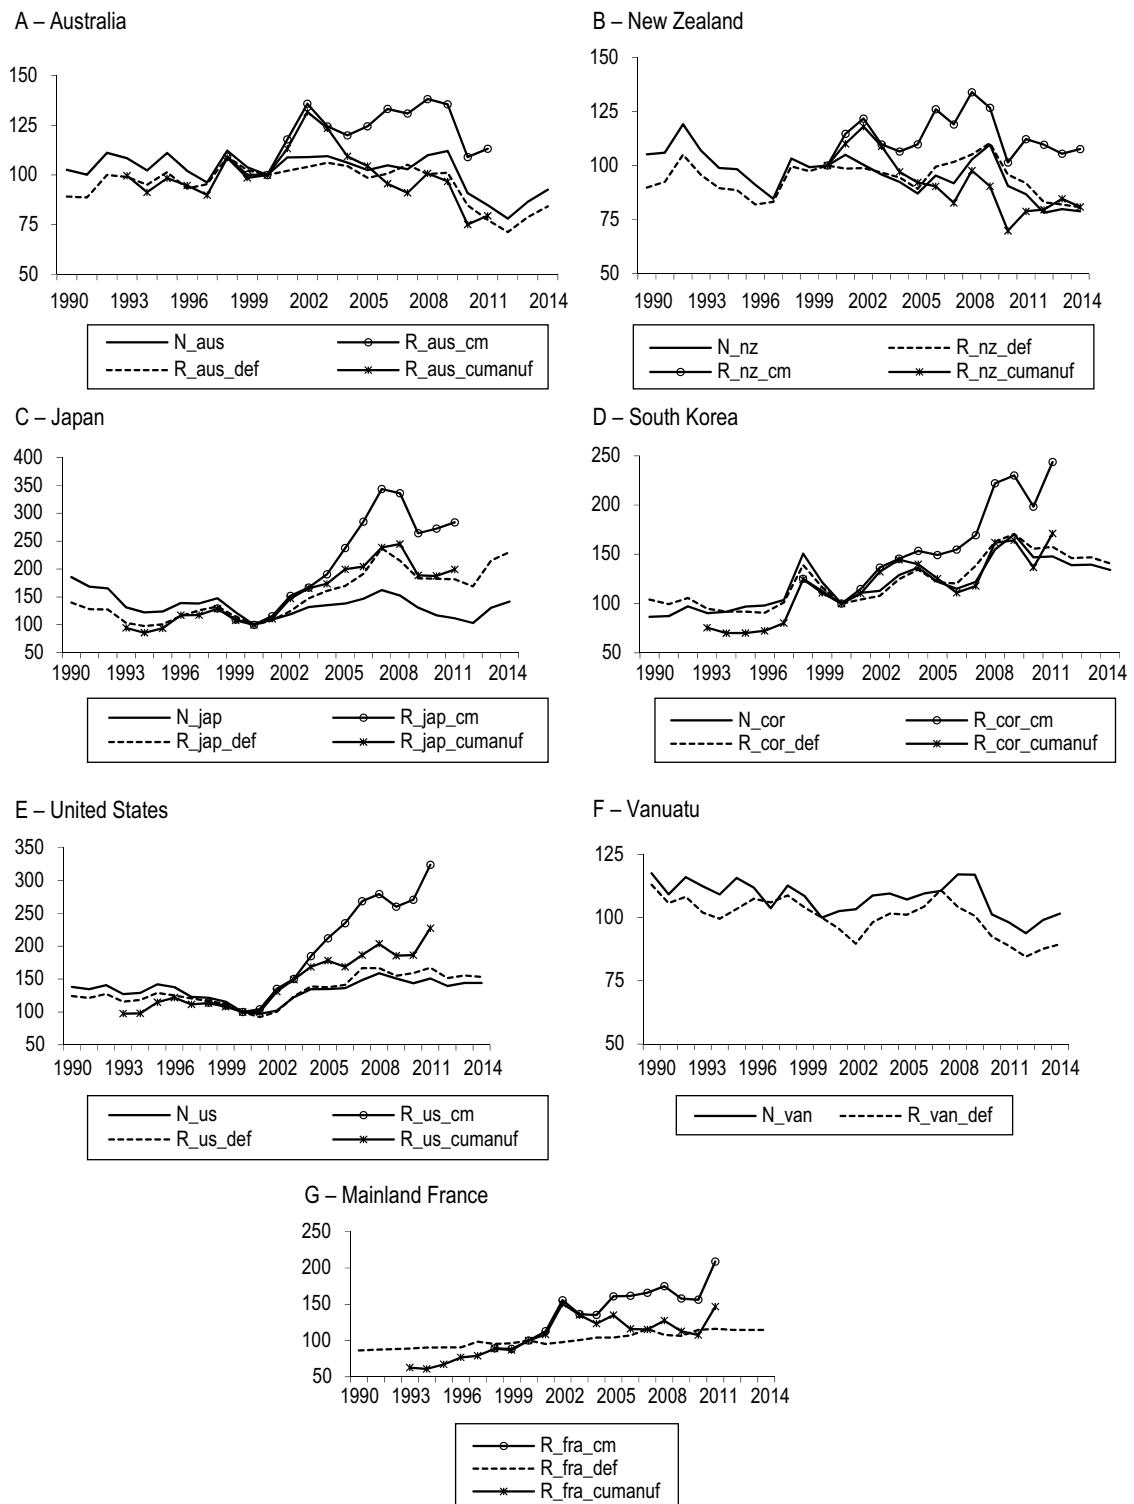 A – Australia
150
125
100
75
50
1990 1993 1996 1999 2002 2005 2008 2011 2014
N_aus R_aus_cm
R_aus_def R_aus_cumanuf
B – New Zealand
150
125
100
75
50
1990 1993 1996 1999 2002 2005 2008 2011 2014
N_nz R_nz_def
R_nz_cm R_nz_cumanuf
C – Japan
400
350
300
250
200
150
100
50
1990 1993 1996 1999 2002 2005 2008 2011 2014
N_jap R_jap_cm
R_jap_def R_jap_cumanuf
D – South Korea
250
200
150
100
50
1990 1993 1996 1999 2002 2005 2008 2011 2014
N_cor R_cor_cm
R_cor_def R_cor_cumanuf
E – United States
350
300
250
200
150
100
50
1990 1993 1996 1999 2002 2005 2008 2011 2014
N_us R_us_cm
R_us_def R_us_cumanuf
F – Vanuatu
125
100
75
50
1990 1993 1996 1999 2002 2005 2008 2011 2014
N_van R_van_def
G – Mainland France
250
200
150
100
50
1990 1993 1996 1999 2002 2005 2008 2011 2014
R_fra_cm
R_fra_def
R_fra_cumanuf